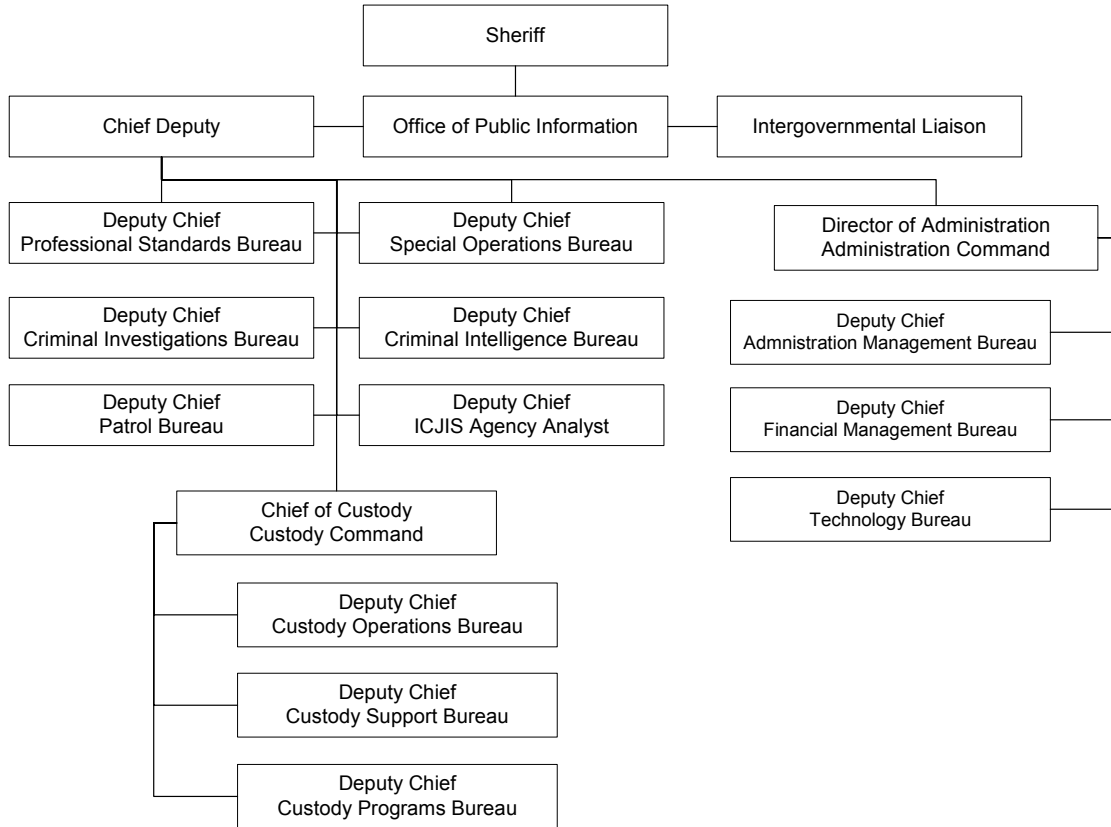 Sheriff
Chief Deputy
Office of Public Information
Intergovernmental Liaison
Deputy Chief
Professional Standards Bureau
Deputy Chief
Special Operations Bureau
Director of Administration
Administration Command
Deputy Chief
Criminal Investigations Bureau
Deputy Chief
Criminal Intelligence Bureau
Deputy Chief
Admnistration Management Bureau
Deputy Chief
Patrol Bureau
Deputy Chief
ICJIS Agency Analyst
Deputy Chief
Financial Management Bureau
Deputy Chief
Technology Bureau
Chief of Custody
Custody Command
Deputy Chief
Custody Operations Bureau
Deputy Chief
Custody Support Bureau
Deputy Chief
Custody Programs Bureau